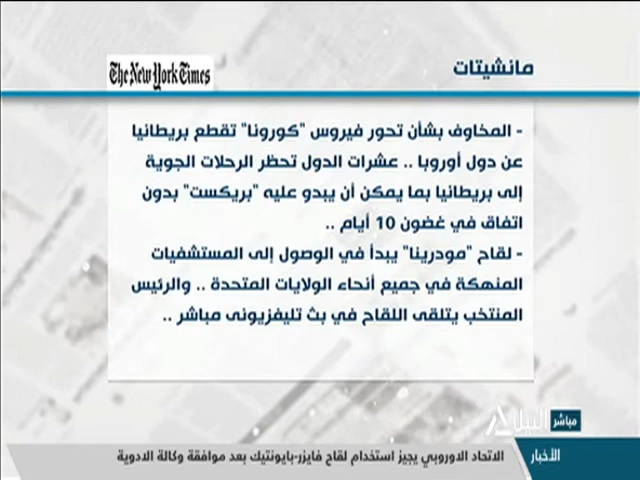 مانشيتات
The New York Times
- المخاوف بشأن تحور فيروس "كورونا" تقطع بريطانيا
عن دول أوروبا .. عشرات الدول تحظر الرحلات الجوية
إلى بريطانيا بما يمكن أن يبدو عليه "بريكست" بدون
اتفاق في غضون 10 أيام ..
- لقاح "مودرينا" يبدأ في الوصول إلى المستشفيات
المنهكة في جميع أنحاء الولايات المتحدة .. والرئيس
المنتخب يتلقى اللقاح في بث تليفزيونى مباشر ..
مباشر النيل
الأخبار
الاتحاد الاوروبي يجيز استخدام لقاح فايزر-بايونتيك بعد موافقة وكالة الادوية